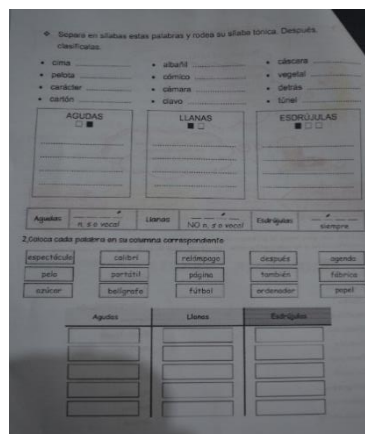 ❖ Separa en sílabas estas palabras y rodea su sílaba tónica. Después, clasifícalas.
• cima • albañil • cáscara
• pelota • cómico • vegetal
• carácter • cámara • detrás
• cartón • clavo • túnel
AGUDAS LLANAS ESDRÚJULAS
Agudas n, s o vocal Llanas NO n, s o vocal Esdrújulas siempre
2.Coloca cada palabra en su columna correspondiente.
espectáculo colibrí relámpago después agenda
pelo portátil página también fábrica
azúcar bolígrafo fútbol ordenador papel
Agudas Llanas Esdrújulas